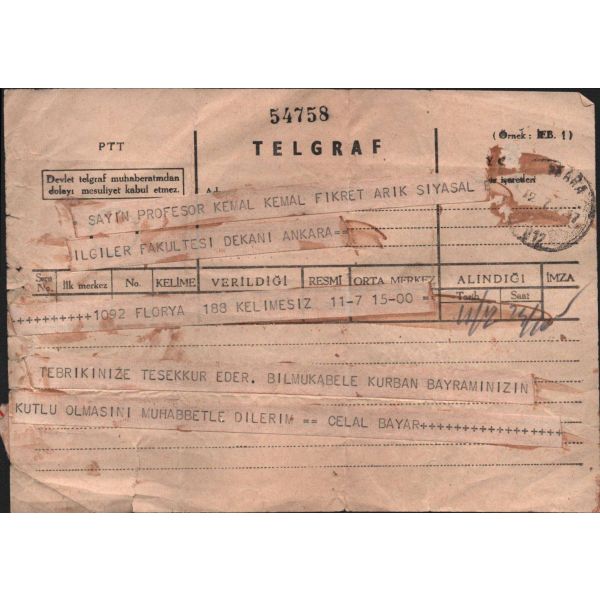 54758
PTT
TELGRAF
(Örnek: EB. 1)
Devlet telgraf muhaberatından
dolayı mesuliyet kabul etmez.
işaretleri
SAYIN PROFESOR KEMAL KEMAL FIKRET ARIK SIYASAL
ILGILER FAKULTESI DEKANI ANKARA==
Sıra No. İlk merkez No. KELİME VERİLDİĞİ RESMÎ ORTA MERKEZ ALINDIĞI İMZA
Tarih Saat
+++++++++1092 FLORYA 188 KELIMESIZ 11-7 15-00 =
TEBRIKINIZE TESEKKUR EDER. BILMUKABELE KURBAN BAYRAMINIZIN
KUTLU OLMASINI MUHABBETLE DILERIM == CELAL BAYAR++++++++++++++++